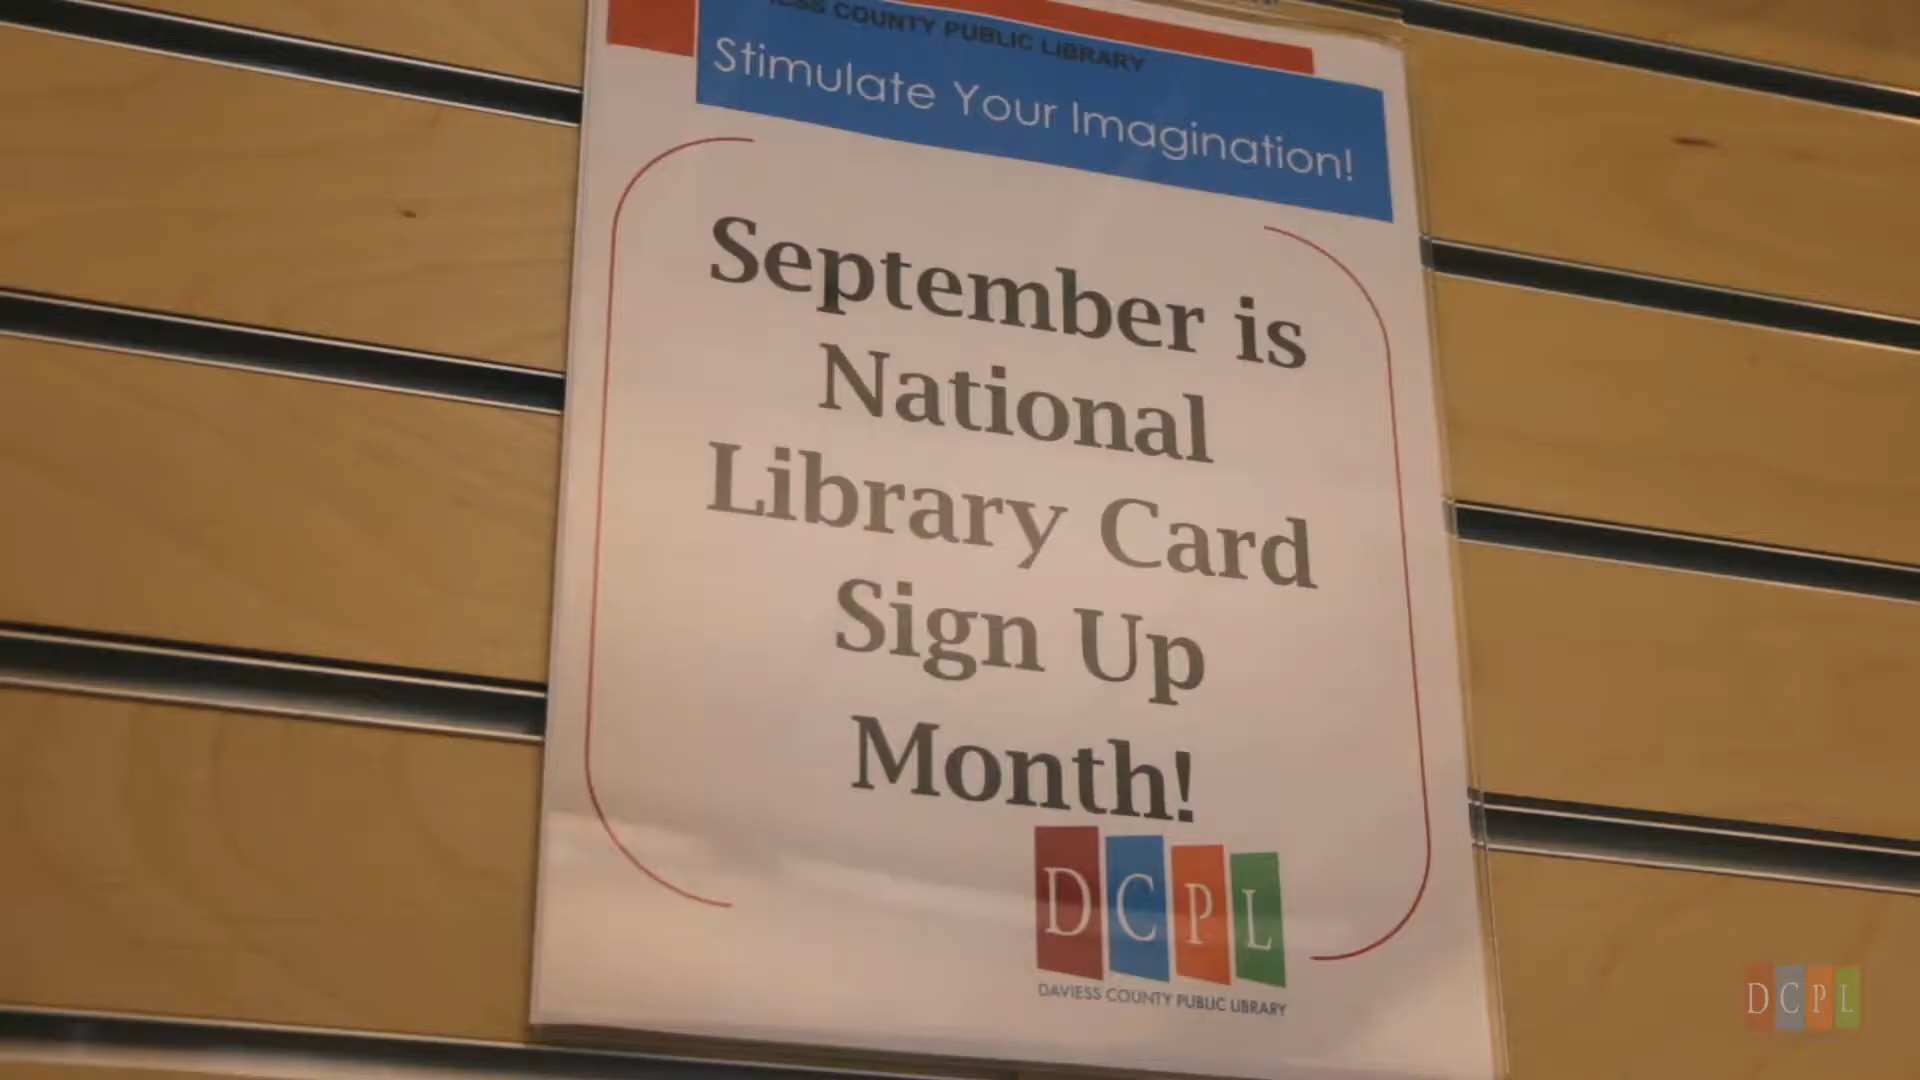 COUNTY PUBLIC LIBRARY
Stimulate Your Imagination!
September is
National
Library Card
Sign Up
Month!
DCPL
DAVIESS COUNTY PUBLIC LIBRARY
DCPL